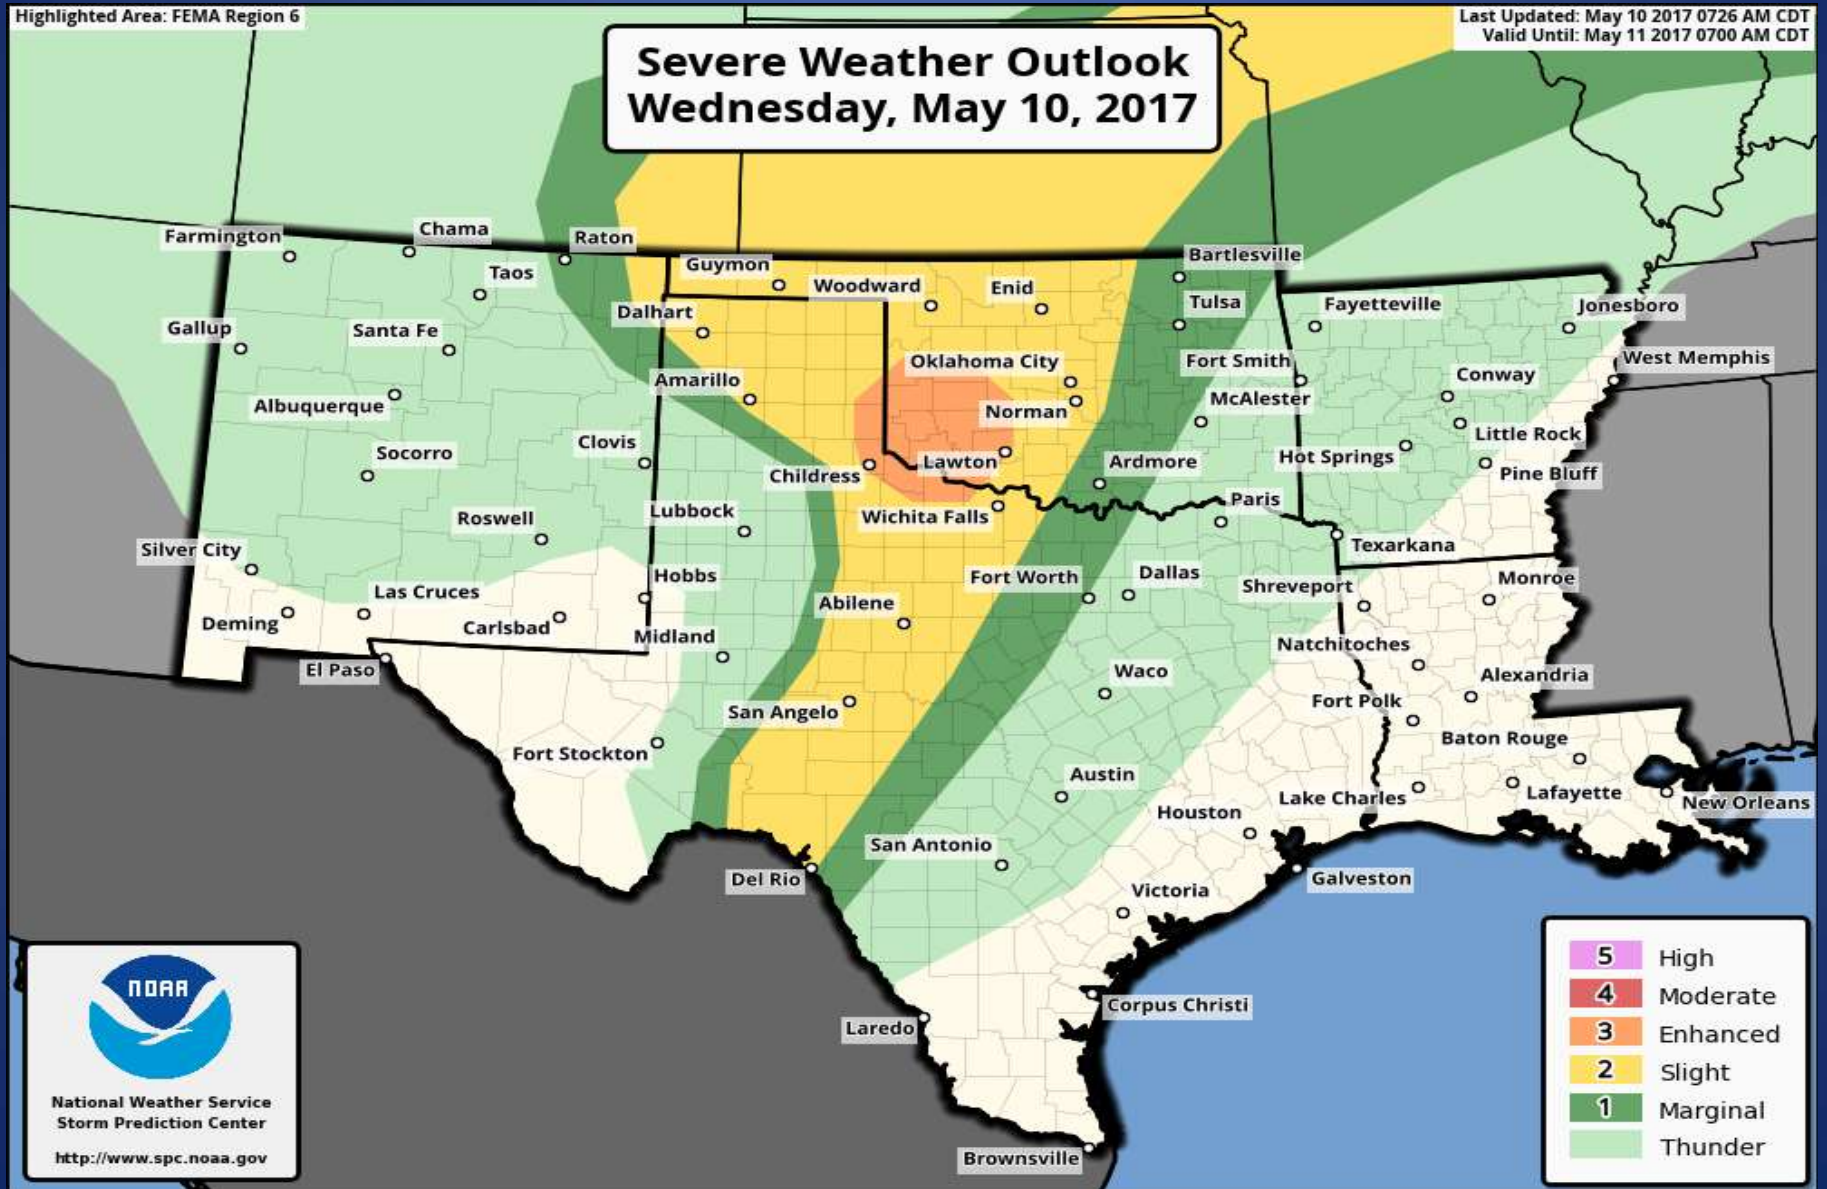 Highlighted Area: FEMA Region 6
Last Updated: May 10 2017 0726 AM CDT
Valid Until: May 11 2017 0700 AM CDT
Severe Weather Outlook
Wednesday, May 10, 2017
Farmington
Chama
Raton
Taos
Guymon
Woodward
Enid
Bartlesville
Dalhart
Tulsa
Fayetteville
Jonesboro
Gallup
Santa Fe
Oklahoma City
Fort Smith
West Memphis
Amarillo
Conway
Albuquerque
Norman
McAlester
Clovis
Little Rock
Socorro
Childress
Lawton
Ardmore
Hot Springs
Pine Bluff
Roswell
Lubbock
Wichita Falls
Paris
Silver City
Texarkana
Hobbs
Fort Worth
Dallas
Shreveport
Monroe
Las Cruces
Abilene
Deming
Carlsbad
Midland
Natchitoches
El Paso
Waco
Alexandria
San Angelo
Fort Polk
Fort Stockton
Baton Rouge
Austin
Houston
Lake Charles
Lafayette
New Orleans
San Antonio
Del Rio
Galveston
Victoria
Corpus Christi
Laredo
Brownsville
NOAA
National Weather Service
Storm Prediction Center
http://www.spc.noaa.gov
5 High
4 Moderate
3 Enhanced
2 Slight
1 Marginal
Thunder